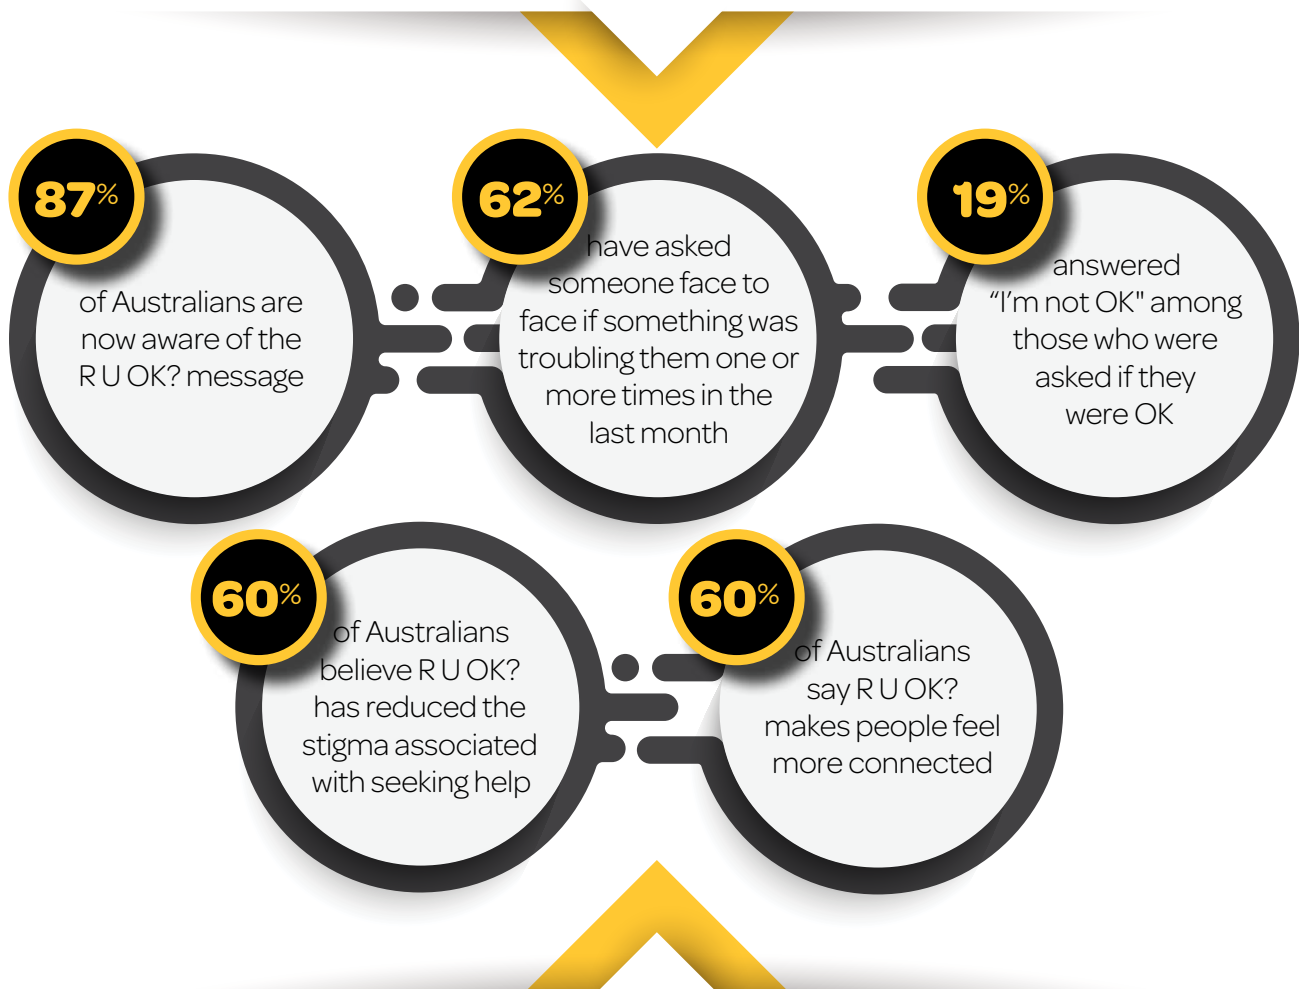 87%
of Australians are
now aware of the
R U OK? message
62%
have asked
someone face to
face if something was
troubling them one or
more times in the
last month
19%
answered
“I’m not OK" among
those who were
asked if they
were OK
60%
of Australians
believe R U OK?
has reduced the
stigma associated
with seeking help
60%
of Australians
say R U OK?
makes people feel
more connected